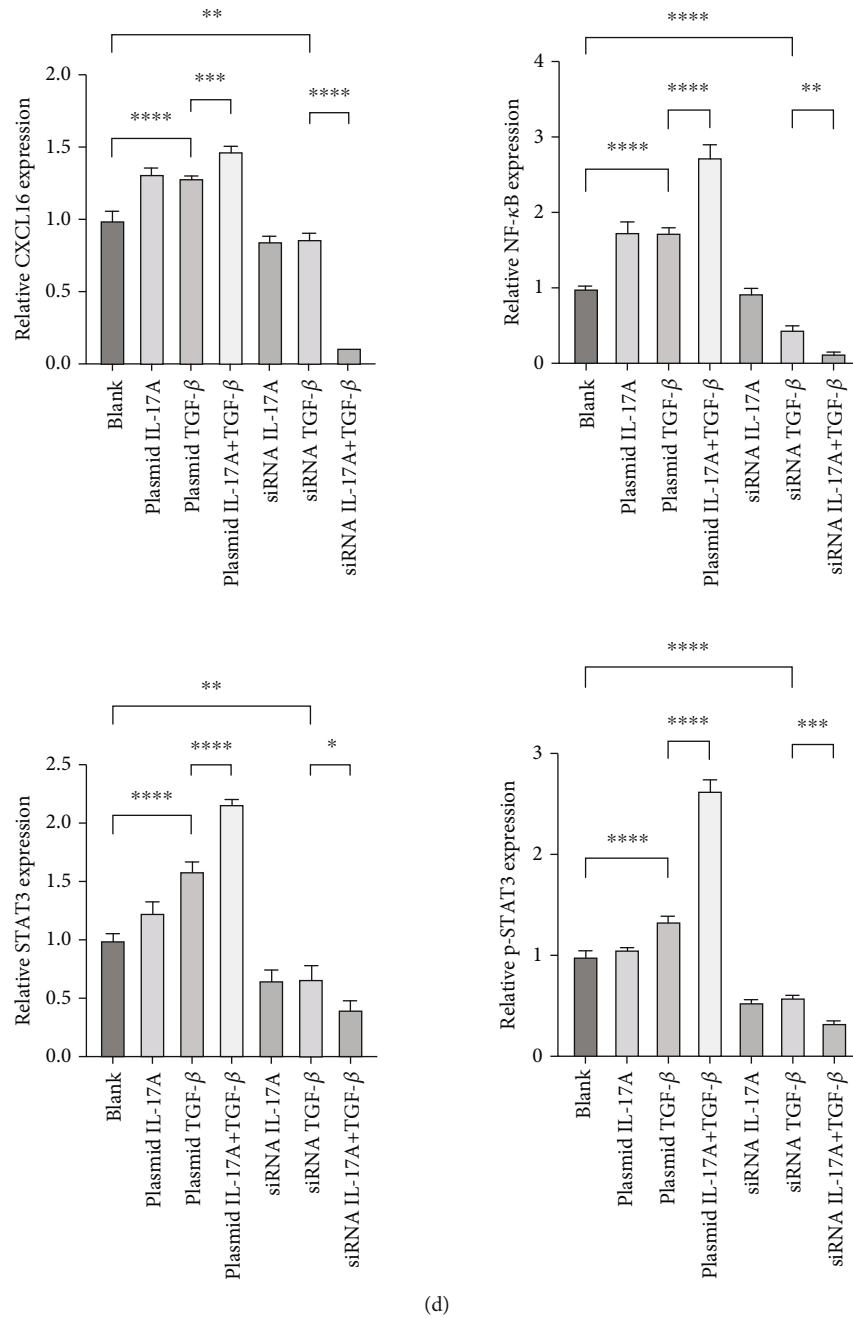 **
2.0
***
****
****
1.5
1.0
0.5
0.0
Relative CXCL16 expression
Blank
Plasmid IL-17A
Plasmid TGF-β
Plasmid IL-17A+TGF-β
siRNA IL-17A
siRNA TGF-β
siRNA IL-17A+TGF-β
****
4
****
**
****
3
2
1
0
Relative NF-κB expression
Blank
Plasmid IL-17A
Plasmid TGF-β
Plasmid IL-17A+TGF-β
siRNA IL-17A
siRNA TGF-β
siRNA IL-17A+TGF-β
**
2.5
****
*
****
2.0
1.5
1.0
0.5
0.0
Relative STAT3 expression
Blank
Plasmid IL-17A
Plasmid TGF-β
Plasmid IL-17A+TGF-β
siRNA IL-17A
siRNA TGF-β
siRNA IL-17A+TGF-β
****
****
***
3
****
2
1
0
Relative p-STAT3 expression
Blank
Plasmid IL-17A
Plasmid TGF-β
Plasmid IL-17A+TGF-β
siRNA IL-17A
siRNA TGF-β
siRNA IL-17A+TGF-β
(d)